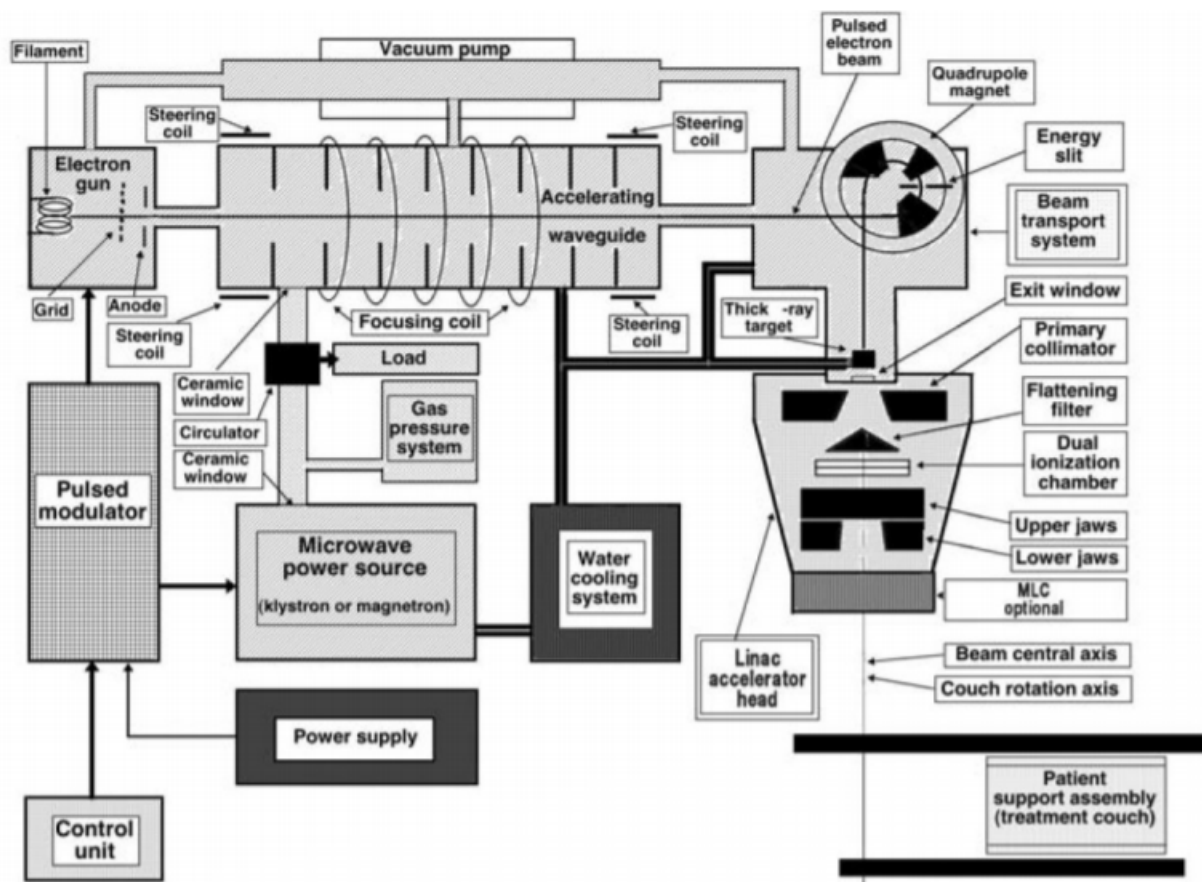 Vacuum pump
Pulsed
electron
beam
Filament
Quadrupole
magnet
Steering
coil
Steering
coil
Energy
slit
Electron
gun
Accelerating
waveguide
Beam
transport
system
Grid
Anode
Steering
coil
Focusing coil
Steering
coil
Thick -ray
target
Exit window
Primary
collimator
Load
Ceramic
window
Circulator
Ceramic
window
Gas
pressure
system
Flattening
filter
Dual
ionization
chamber
Pulsed
modulator
Upper jaws
Lower jaws
Microwave
power source
(klystron or magnetron)
Water
cooling
system
MLC
optional
Linac
accelerator
head
Beam central axis
Couch rotation axis
Power supply
Patient
support assembly
(treatment couch)
Control
unit